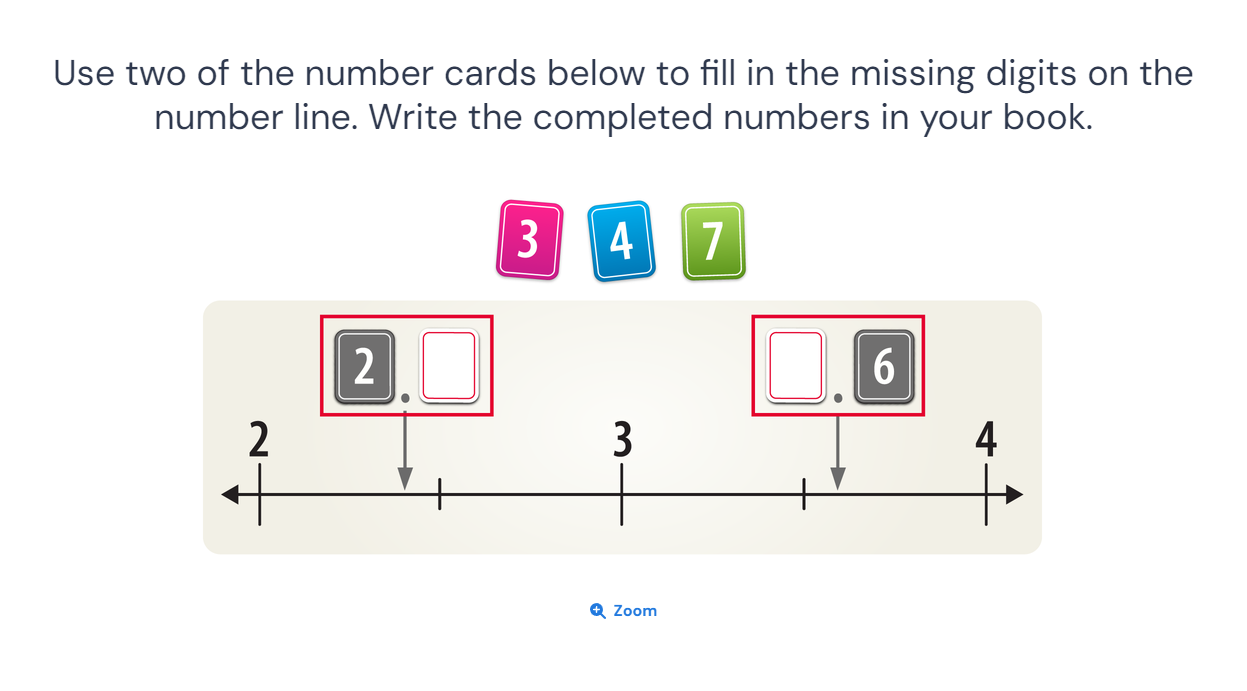 Use two of the number cards below to fill in the missing digits on the
number line. Write the completed numbers in your book.
3 4 7
2 . . 6
2 3 4
Zoom